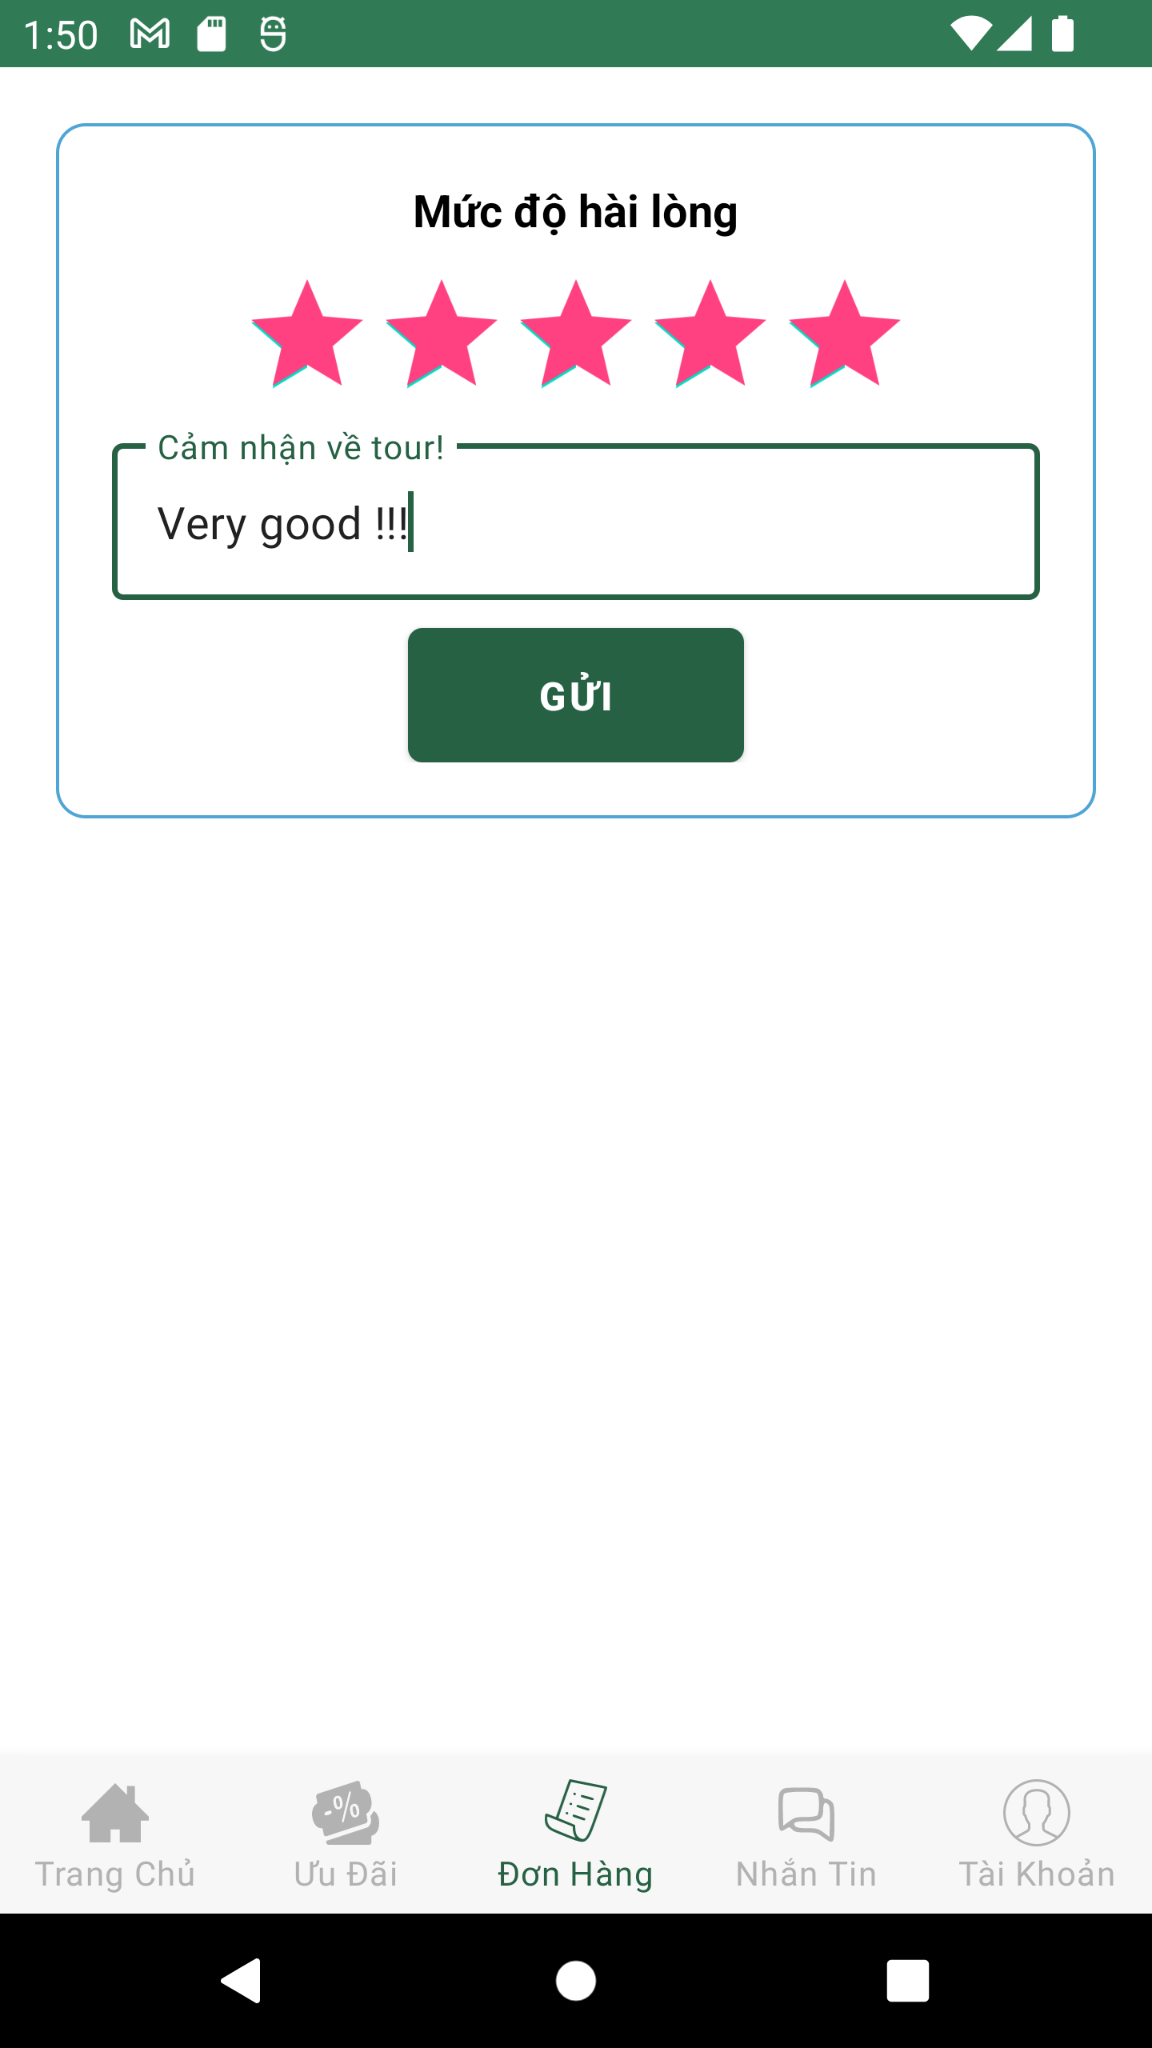 1:50
Mức độ hài lòng
Cảm nhận về tour!
Very good !!!
GỬI
-%
Trang Chủ
Ưu Đãi
Đơn Hàng
Nhắn Tin
Tài Khoản